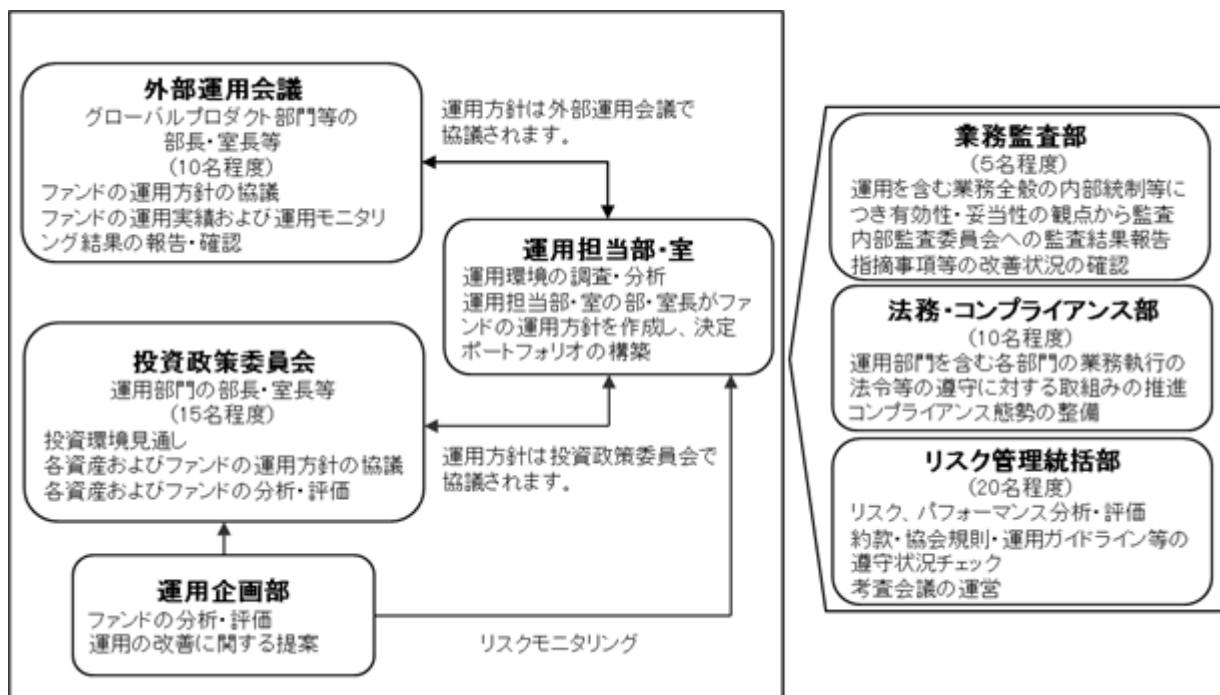 外部運用会議
グローバルプロダクト部門等の
部長・室長等
(10名程度)
ファンドの運用方針の協議
ファンドの運用実績および運用モニタリ
ング結果の報告・確認
運用方針は外部運用会議で
協議されます。
運用担当部・室
運用環境の調査・分析
運用担当部・室の部・室長がファ
ンドの運用方針を作成し、決定
ポートフォリオの構築
投資政策委員会
運用部門の部長・室長等
(15名程度)
投資環境見通し
各資産およびファンドの運用方針の協議
各資産およびファンドの分析・評価
運用方針は投資政策委員会で
協議されます。
運用企画部
ファンドの分析・評価
運用の改善に関する提案
リスクモニタリング
業務監査部
(5名程度)
運用を含む業務全般の内部統制等に
つき有効性・妥当性の観点から監査
内部監査委員会への監査結果報告
指摘事項等の改善状況の確認
法務・コンプライアンス部
(10名程度)
運用部門を含む各部門の業務執行の
法令等の遵守に対する取組みの推進
コンプライアンス態勢の整備
リスク管理統括部
(20名程度)
リスク、パフォーマンス分析・評価
約款・協会規則・運用ガイドライン等の
遵守状況チェック
考査会議の運営